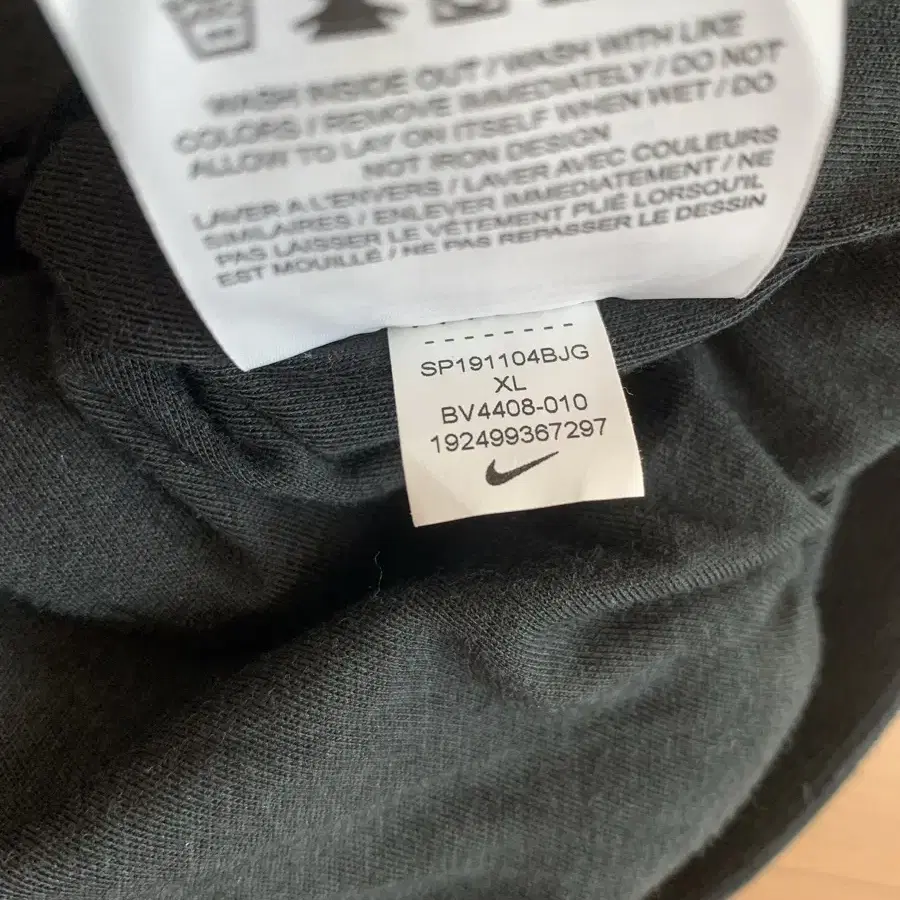 WASH INSIDE OUT / WASH WITH LIKE
COLORS / REMOVE IMMEDIATELY / DO NOT
ALLOW TO LAY ON ITSELF WHEN WET / DO
NOT IRON DESIGN
LAVER A L'ENVERS / LAVER AVEC COULEURS
SIMILAIRES / ENLEVER IMMEDIATEMENT / NE
PAS LAISSER LE VÊTEMENT PLIÉ LORSQU'IL
EST MOUILLÉ / NE PAS REPASSER LE DESSIN
SP191104BJG
XL
BV4408-010
192499367297